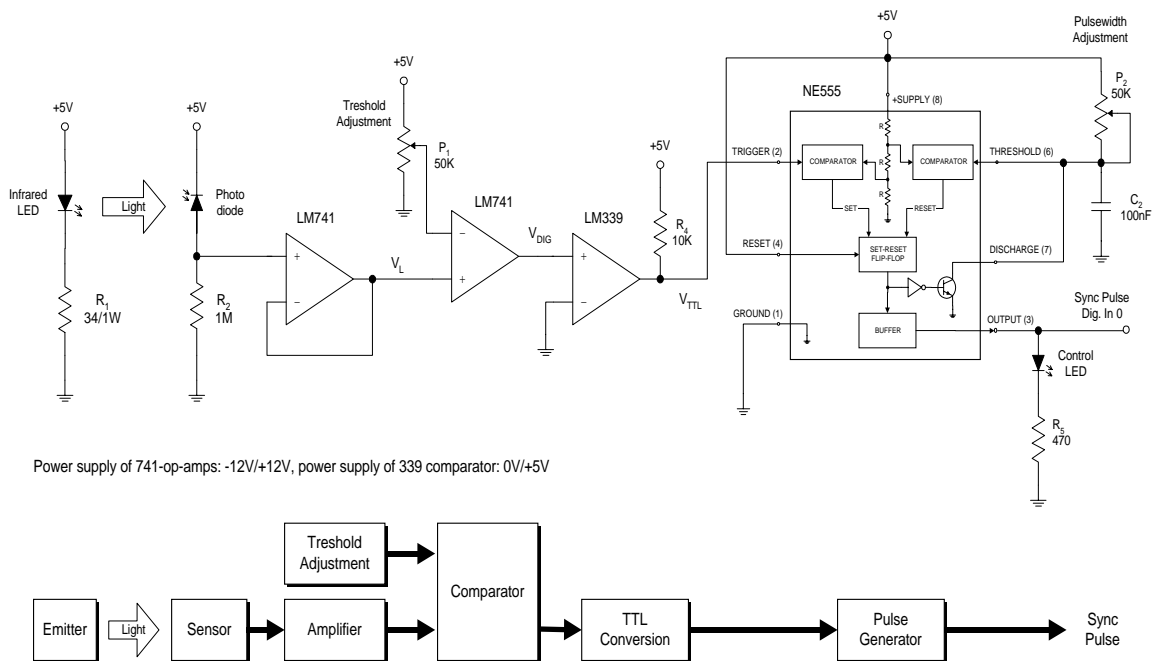 +5V
Pulsewidth
Adjustment
+5V
NE555
P2
50K
+5V
+5V
Treshold
Adjustment
+SUPPLY (8)
R
P1
50K
+5V
TRIGGER (2)
COMPARATOR
R
COMPARATOR
THRESHOLD (6)
Infrared
LED
Light
Photo
diode
LM741
LM741
LM339
R
R4
10K
SET
RESET
C2
100nF
VL
VDIG
RESET (4)
SET-RESET
FLIP-FLOP
DISCHARGE (7)
R1
34/1W
R2
1M
VTTL
GROUND (1)
BUFFER
OUTPUT (3)
Sync Pulse
Dig. In 0
Control
LED
R5
470
Power supply of 741-op-amps: -12V/+12V, power supply of 339 comparator: 0V/+5V
Treshold
Adjustment
Comparator
Emitter
Light
Sensor
Amplifier
TTL
Conversion
Pulse
Generator
Sync
Pulse